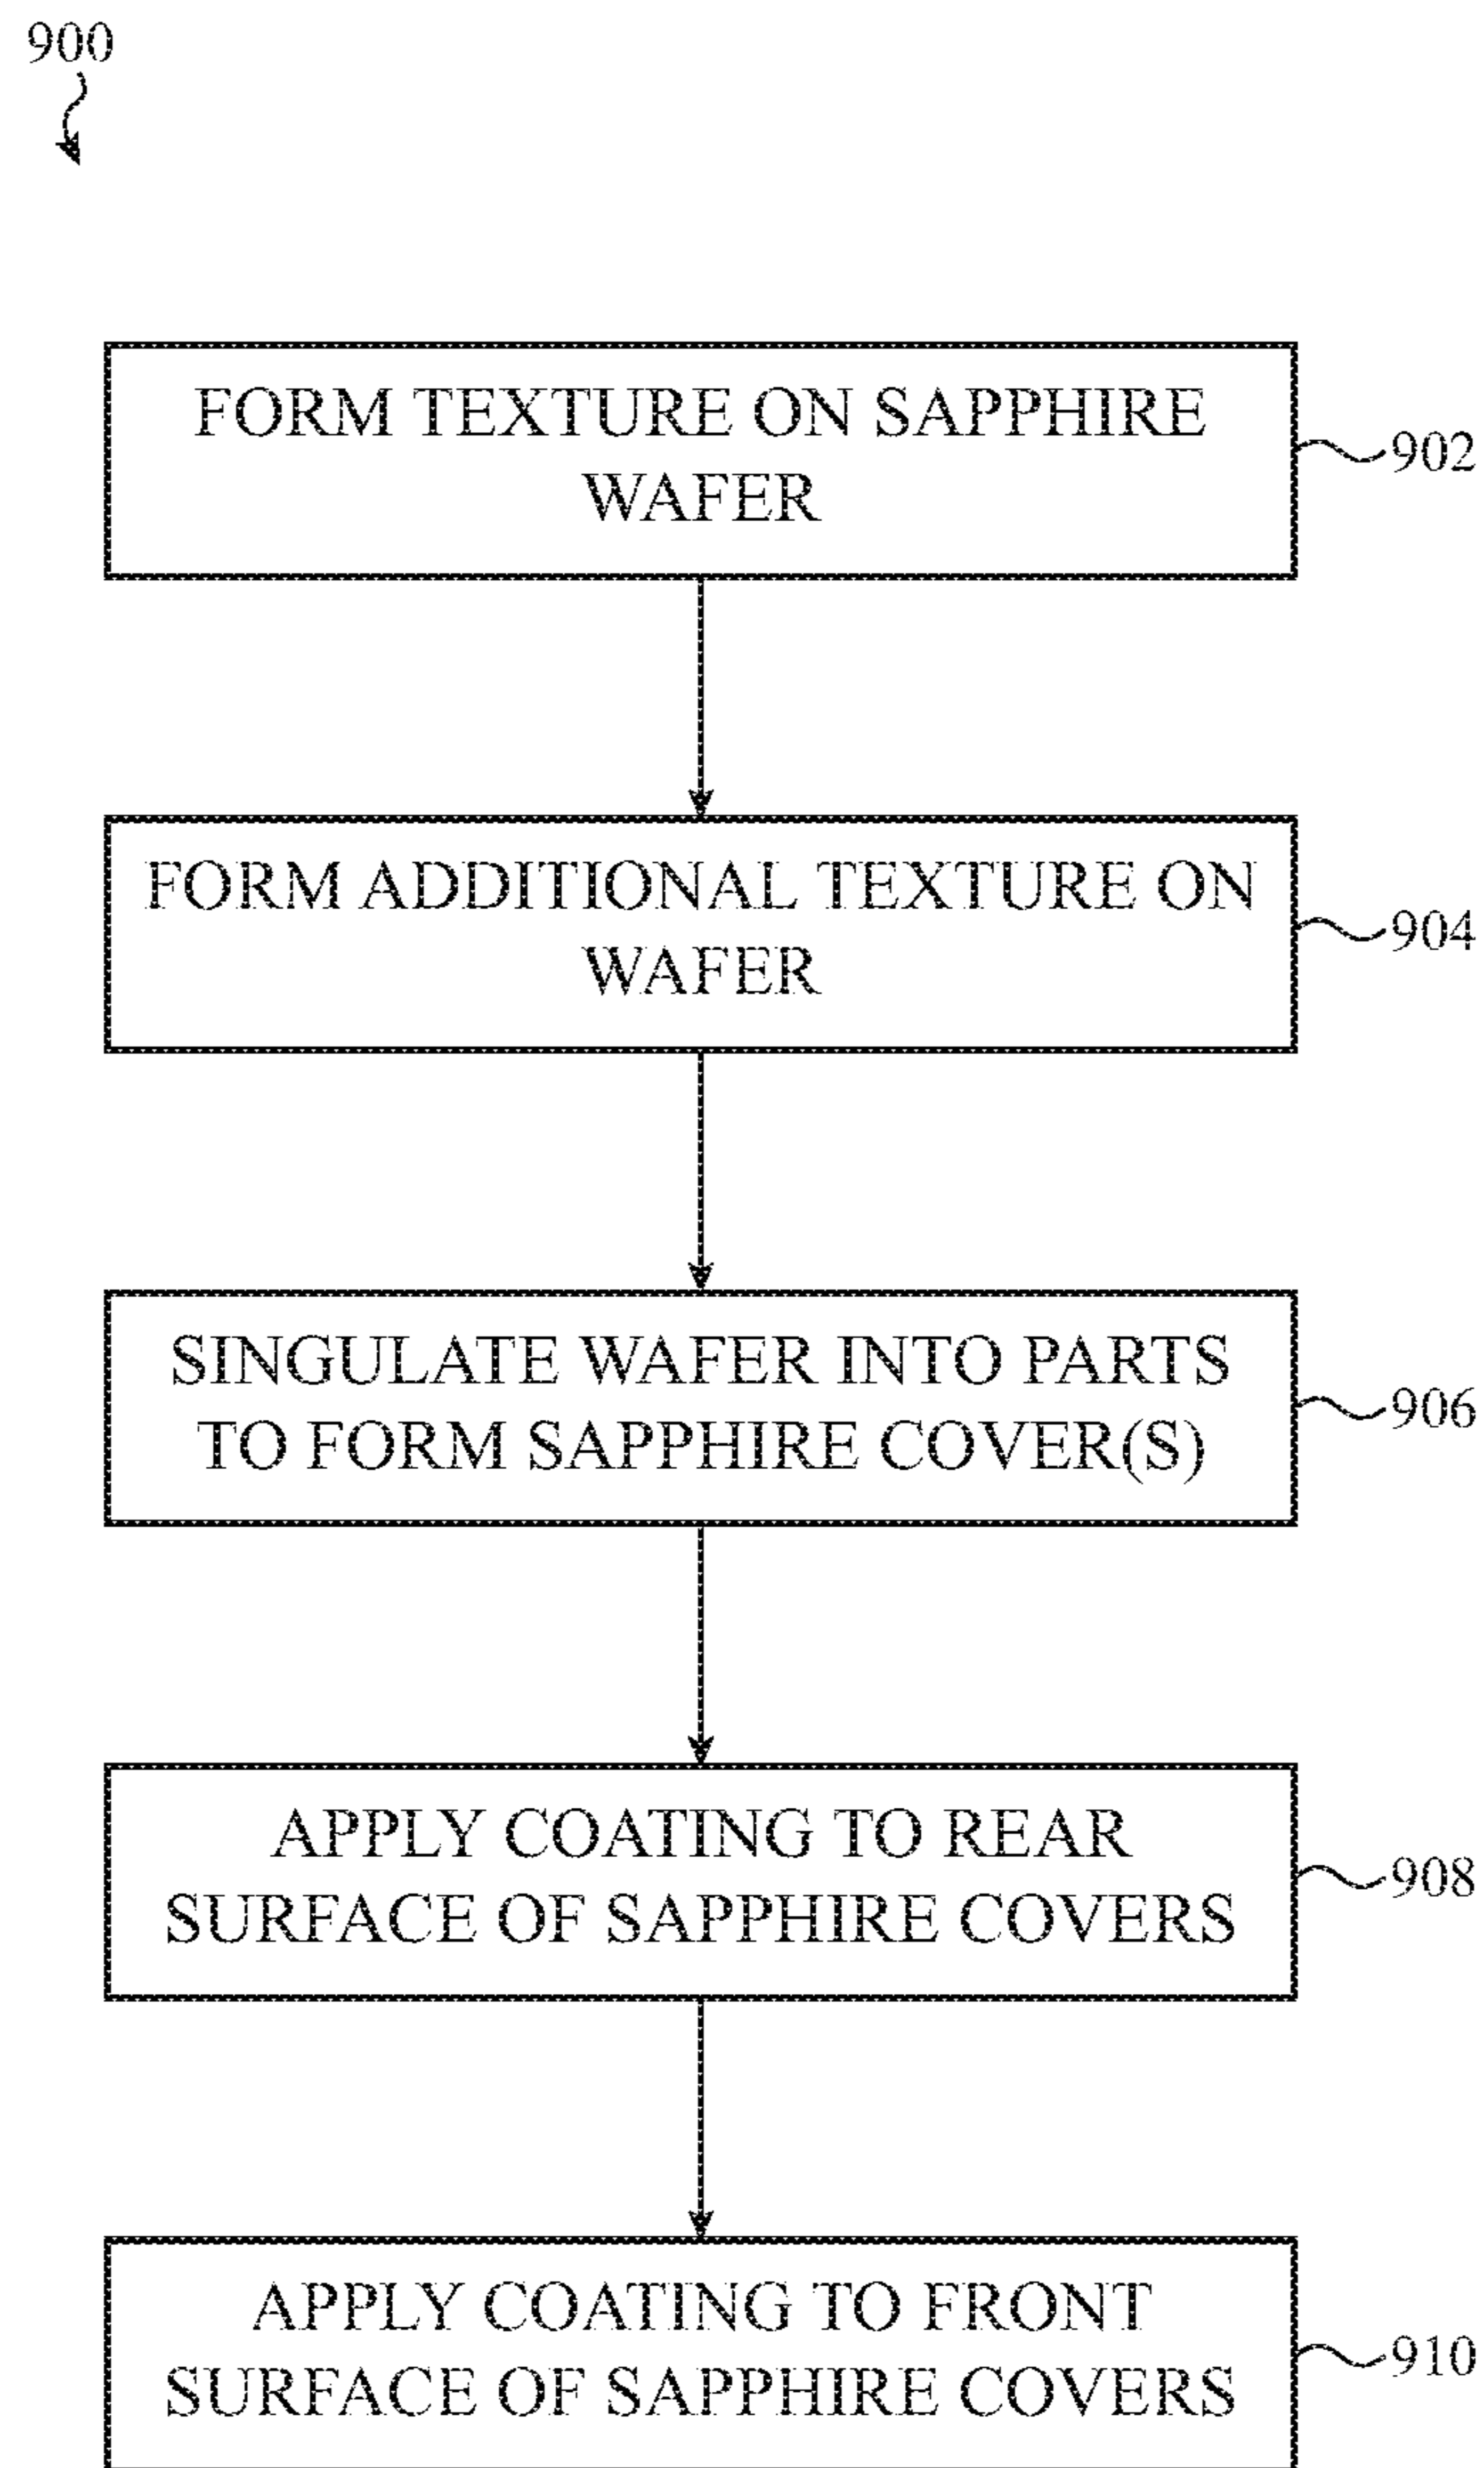 900
FORM TEXTURE ON SAPPHIRE
WAFER
902
FORM ADDITIONAL TEXTURE ON
WAFER
904
SINGULATE WAFER INTO PARTS
TO FORM SAPPHIRE COVER(S)
906
APPLY COATING TO REAR
SURFACE OF SAPPHIRE COVERS
908
APPLY COATING TO FRONT
SURFACE OF SAPPHIRE COVERS
910